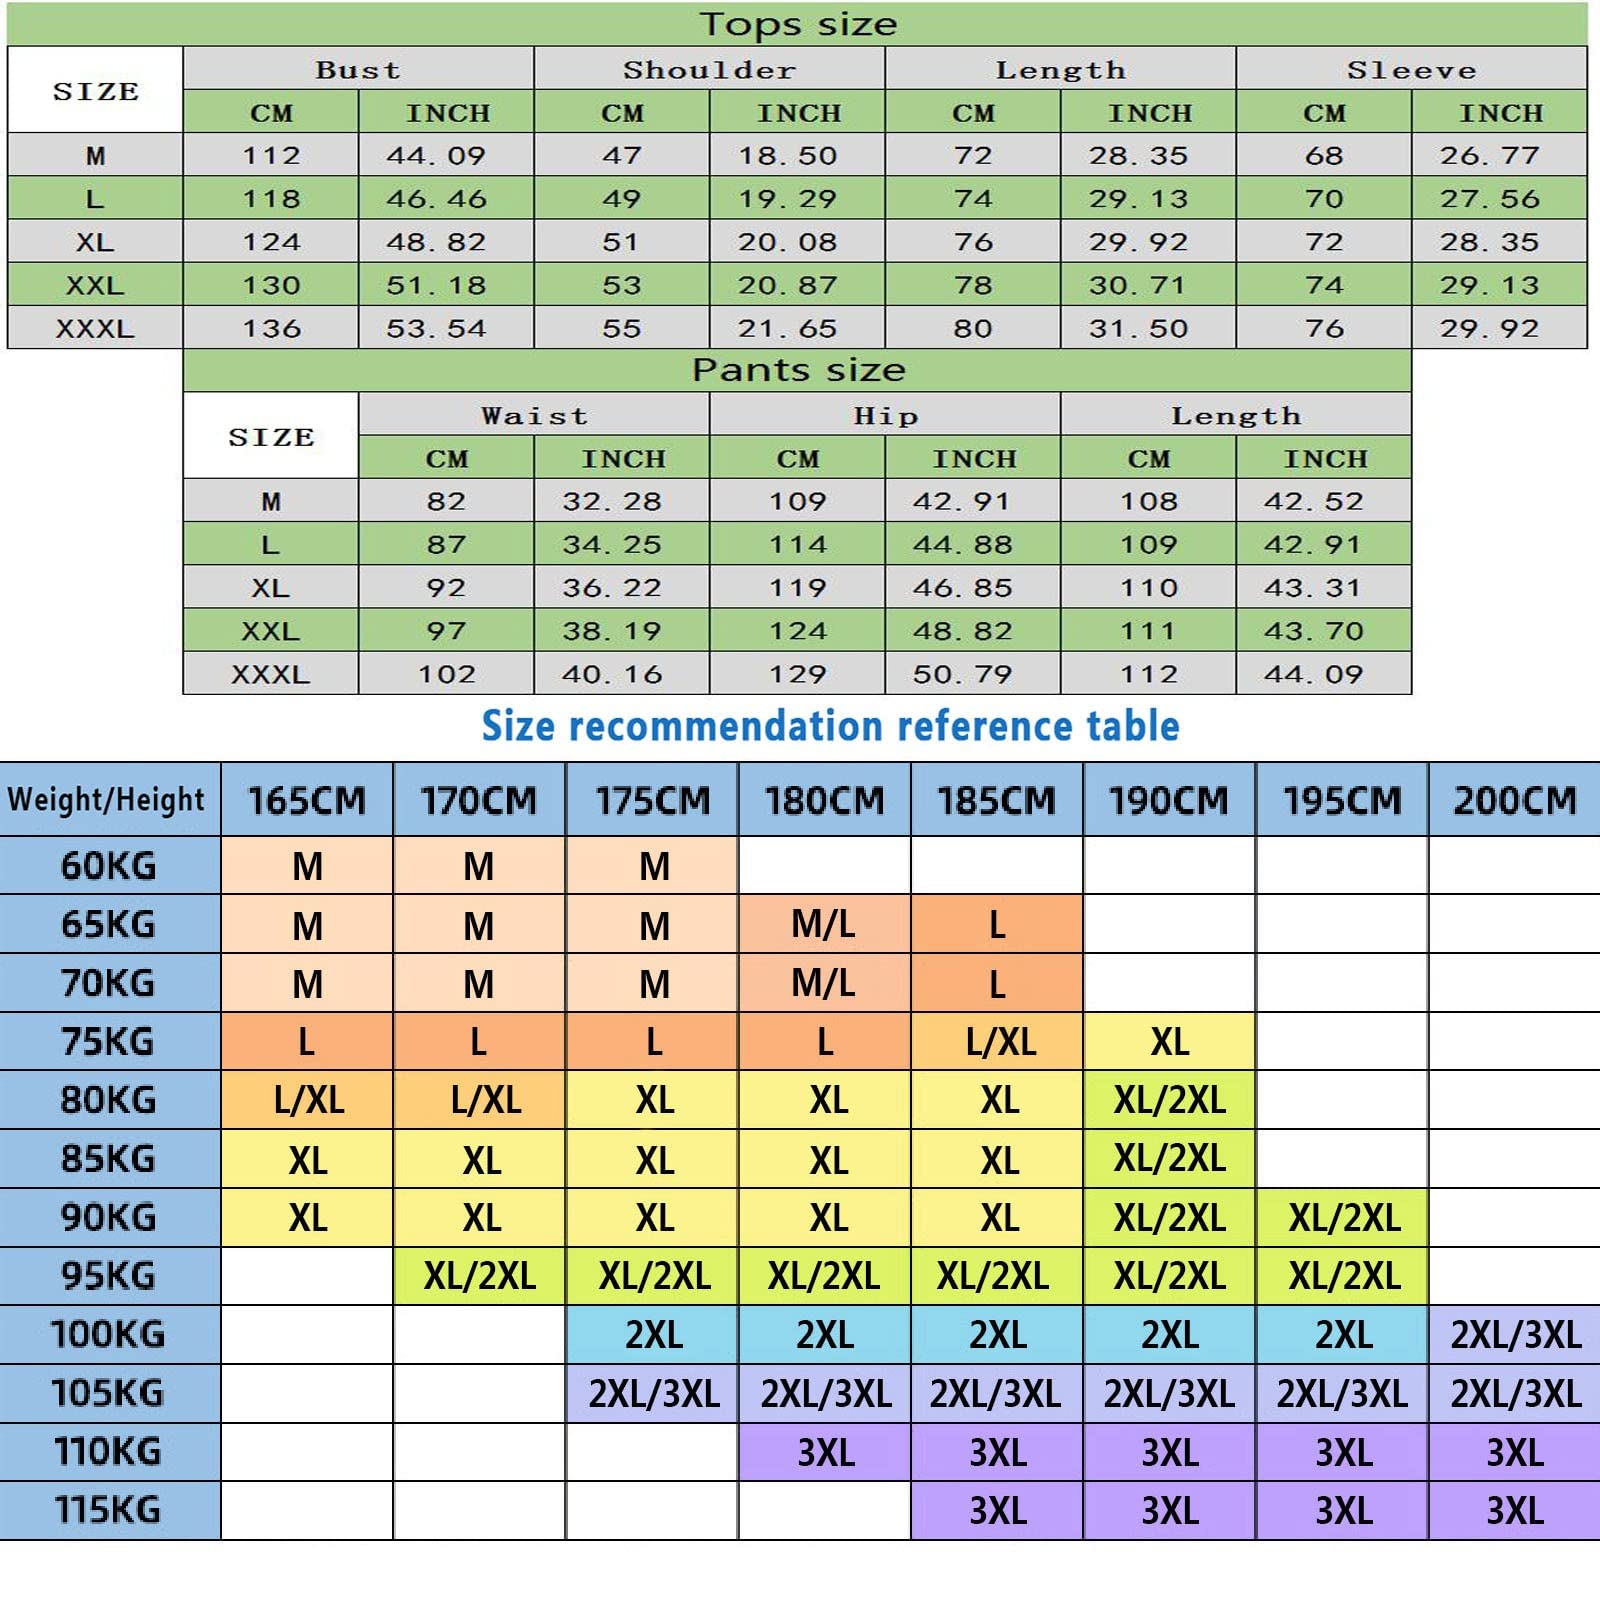 Tops size
SIZE Bust Shoulder Length Sleeve
CM INCH CM INCH CM INCH CM INCH
M 112 44.09 47 18.50 72 28.35 68 26.77
L 118 46.46 49 19.29 74 29.13 70 27.56
XL 124 48.82 51 20.08 76 29.92 72 28.35
XXL 130 51.18 53 20.87 78 30.71 74 29.13
XXXL 136 53.54 55 21.65 80 31.50 76 29.92
Pants size
SIZE Waist Hip Length
CM INCH CM INCH CM INCH
M 82 32.28 109 42.91 108 42.52
L 87 34.25 114 44.88 109 42.91
XL 92 36.22 119 46.85 110 43.31
XXL 97 38.19 124 48.82 111 43.70
XXXL 102 40.16 129 50.79 112 44.09
Size recommendation reference table
Weight/Height 165CM 170CM 175CM 180CM 185CM 190CM 195CM 200CM
60KG M M M
65KG M M M M/L L
70KG M M M M/L L
75KG L L L L L/XL XL
80KG L/XL L/XL XL XL XL XL/2XL
85KG XL XL XL XL XL XL/2XL
90KG XL XL XL XL XL XL/2XL XL/2XL
95KG XL/2XL XL/2XL XL/2XL XL/2XL XL/2XL XL/2XL
100KG 2XL 2XL 2XL 2XL 2XL 2XL/3XL
105KG 2XL/3XL 2XL/3XL 2XL/3XL 2XL/3XL 2XL/3XL 2XL/3XL
110KG 3XL 3XL 3XL 3XL 3XL
115KG 3XL 3XL 3XL 3XL